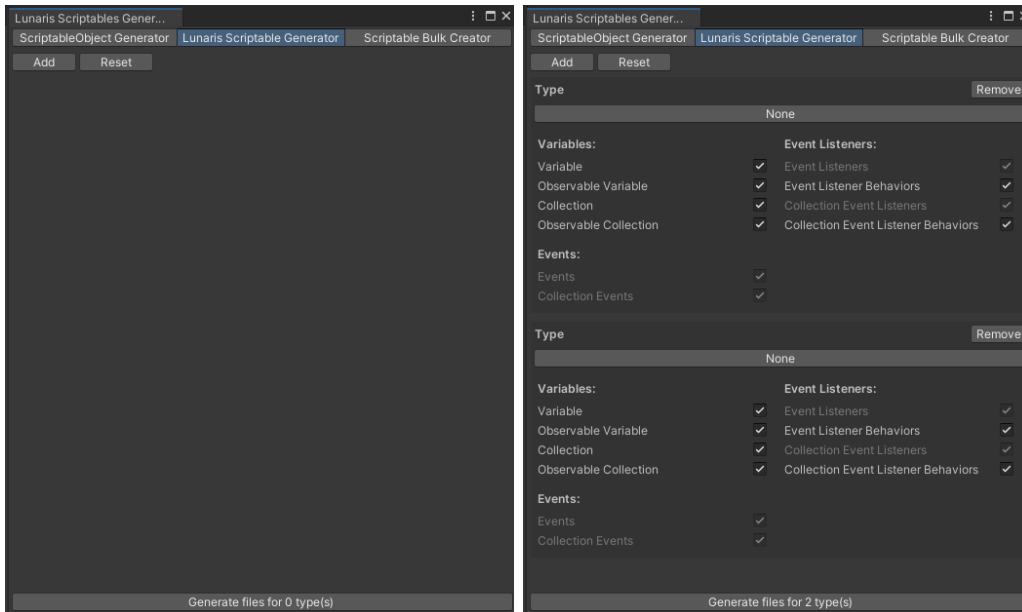 Lunaris Scriptables Gener...
ScriptableObject Generator Lunaris Scriptable Generator Scriptable Bulk Creator
Add Reset
Generate files for 0 type(s)
Lunaris Scriptables Gener...
ScriptableObject Generator Lunaris Scriptable Generator Scriptable Bulk Creator
Add Reset
Type Remove
None
Variables: Event Listeners:
Variable Event Listeners
Observable Variable Event Listener Behaviors
Collection Collection Event Listeners
Observable Collection Collection Event Listener Behaviors
Events:
Events
Collection Events
Type Remove
None
Variables: Event Listeners:
Variable Event Listeners
Observable Variable Event Listener Behaviors
Collection Collection Event Listeners
Observable Collection Collection Event Listener Behaviors
Events:
Events
Collection Events
Generate files for 2 type(s)